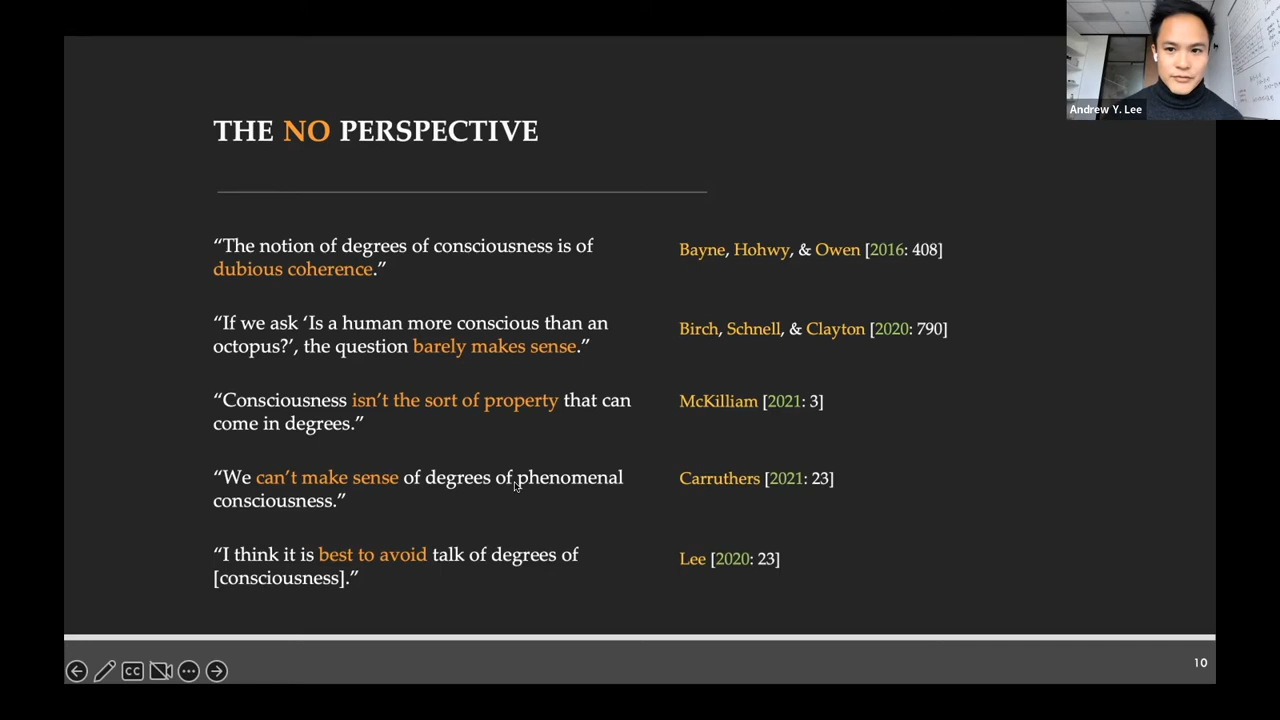 Andrew Y. Lee
THE NO PERSPECTIVE
“The notion of degrees of consciousness is of
dubious coherence.”
Bayne, Hohwy, & Owen [2016: 408]
“If we ask ‘Is a human more conscious than an
octopus?’, the question barely makes sense.”
Birch, Schnell, & Clayton [2020: 790]
“Consciousness isn’t the sort of property that can
come in degrees.”
McKilliam [2021: 3]
“We can’t make sense of degrees of phenomenal
consciousness.”
Carruthers [2021: 23]
“I think it is best to avoid talk of degrees of
[consciousness].”
Lee [2020: 23]
CC
10